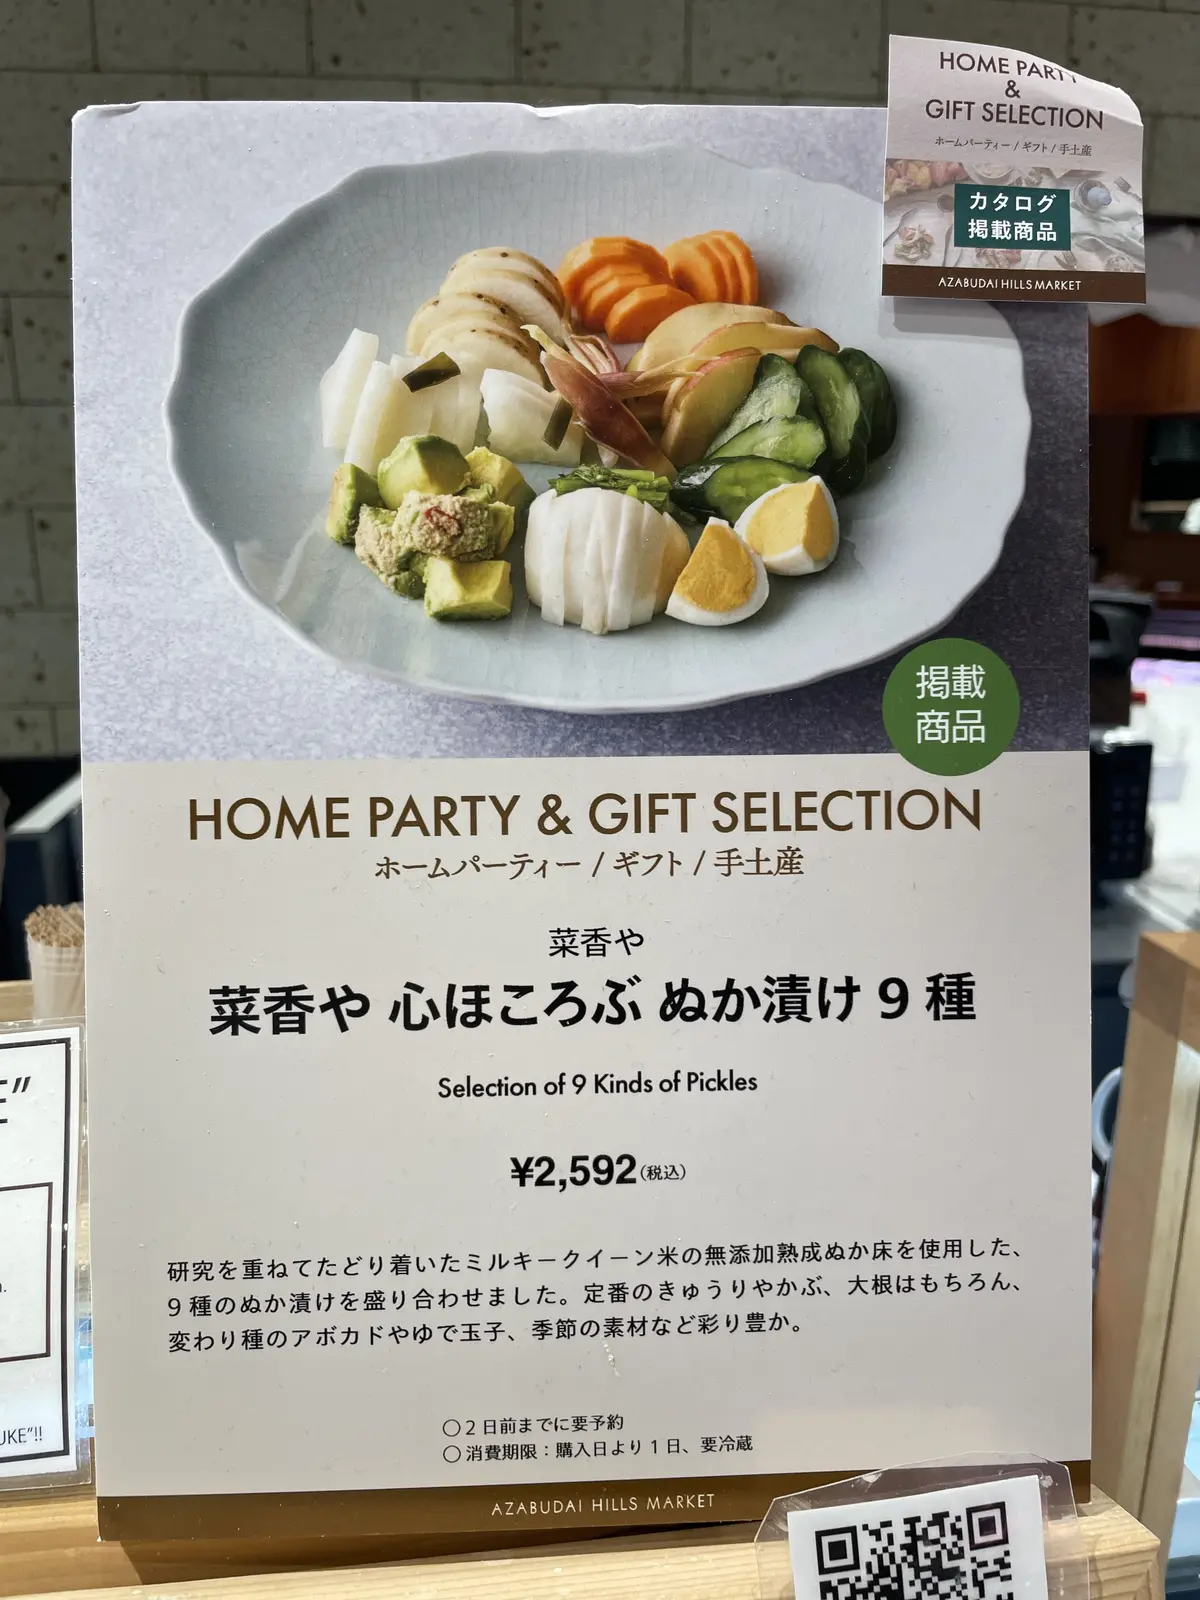 HOME PARTY
&
GIFT SELECTION
ホームパーティー / ギフト / 手土産
カタログ
掲載商品
AZABUDAI HILLS MARKET
掲載
商品
HOME PARTY & GIFT SELECTION
ホームパーティー / ギフト / 手土産
菜香や
菜香や 心ほころぶ ぬか漬け 9 種
Selection of 9 Kinds of Pickles
¥2,592(税込)
研究を重ねてたどり着いたミルキークイーン米の無添加熟成ぬか床を使用した、
9 種のぬか漬けを盛り合わせました。定番のきゅうりやかぶ、大根はもちろん、
変わり種のアボカドやゆで玉子、季節の素材など彩り豊か。
○2 日前までに要予約
○消費期限：購入日より 1 日、要冷蔵
AZABUDAI HILLS MARKET
UKE"!!